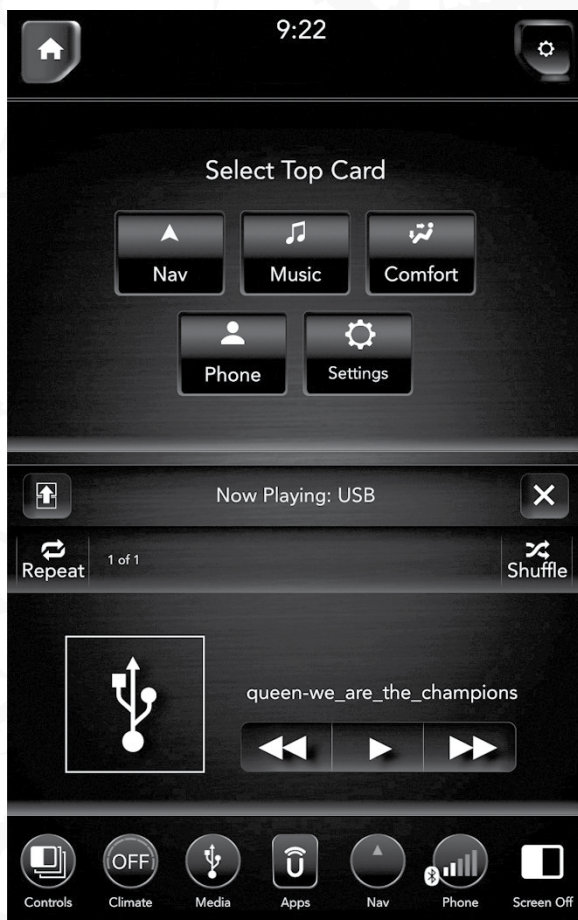 9:22
Select Top Card
Nav Music Comfort
Phone Settings
Now Playing: USB
Repeat 1 of 1 Shuffle
queen-we_are_the_champions
OFF
Controls Climate Media Apps Nav Phone Screen Off